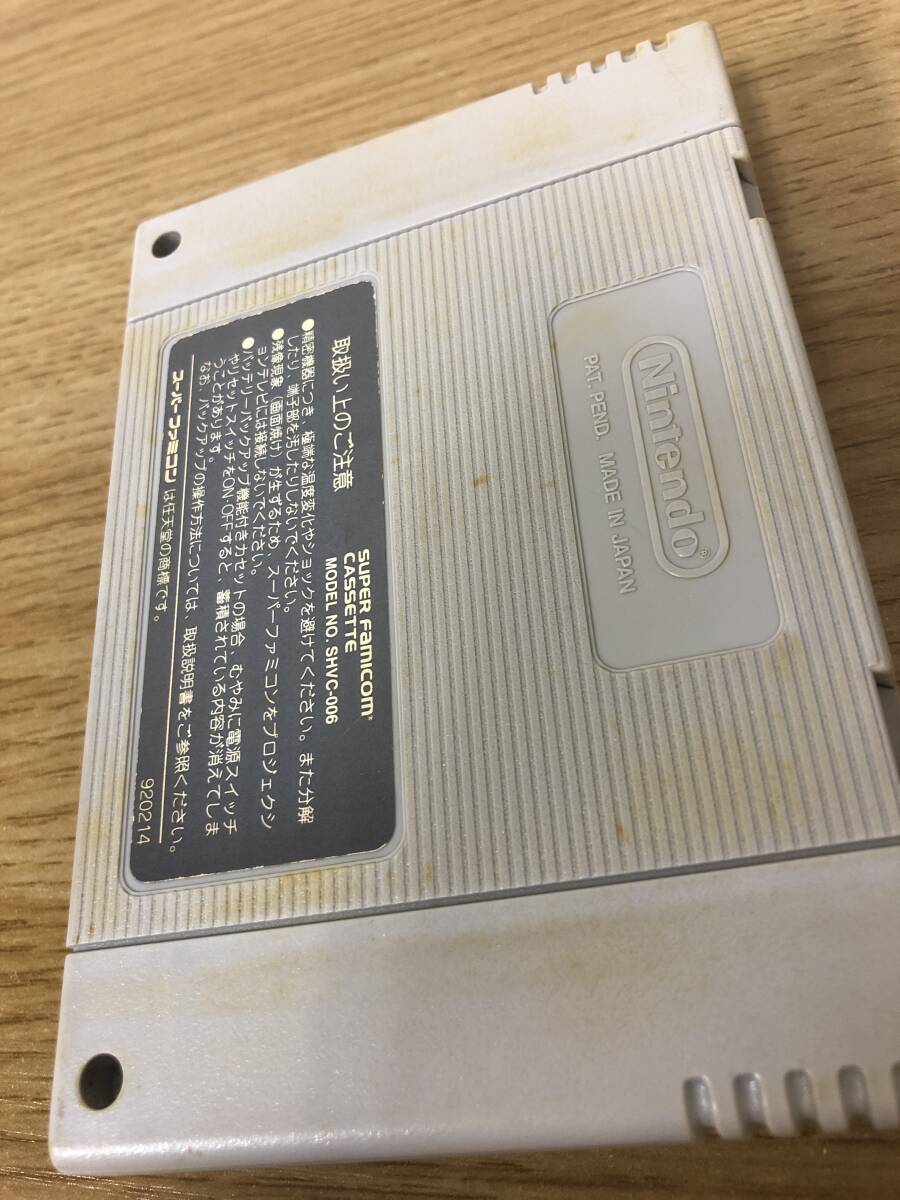 Nintendo®
PAT. PEND. MADE IN JAPAN
SUPER FAMICOM®
CASSETTE
MODEL NO. SHVC-006
取扱い上のご注意
●精密機器につき、極端な温度変化やショックを避けてください。また分解
したり、端子部を汚したりしないでください。
●残像現象（画面焼け）が生ずるため、スーパーファミコンをプロジェクシ
ョンテレビには接続しないでください。
●バッテリーバックアップ機能付きカセットの場合、むやみに電源スイッチ
やリセットスイッチをON・OFFすると、蓄積されている内容が消えてしま
うことがあります。
なお、バックアップの操作方法については、取扱説明書をご参照ください。
スーパーファミコンは任天堂の商標です。
920214